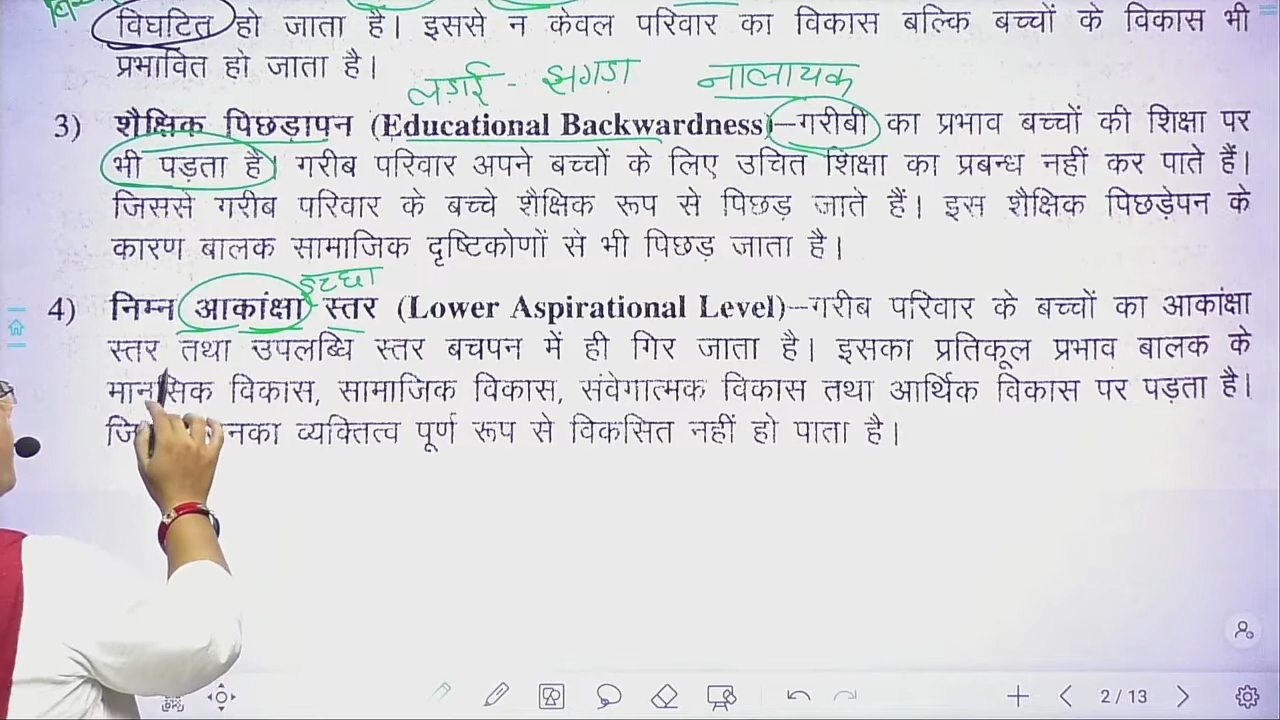 विघटित हो जाता है। इससे न केवल परिवार का विकास बल्कि बच्चों के विकास भी
प्रभावित हो जाता है।
लड़ाई - झगड़ा नालायक
3) शैक्षिक पिछड़ापन (Educational Backwardness)–गरीबी का प्रभाव बच्चों की शिक्षा पर
भी पड़ता है। गरीब परिवार अपने बच्चों के लिए उचित शिक्षा का प्रबन्ध नहीं कर पाते हैं।
जिससे गरीब परिवार के बच्चे शैक्षिक रूप से पिछड़ जाते हैं। इस शैक्षिक पिछड़ेपन के
कारण बालक सामाजिक दृष्टिकोणों से भी पिछड़ जाता है।
इच्छा
4) निम्न आकांक्षा स्तर (Lower Aspirational Level)–गरीब परिवार के बच्चों का आकांक्षा
स्तर तथा उपलब्धि स्तर बचपन में ही गिर जाता है। इसका प्रतिकूल प्रभाव बालक के
मानसिक विकास, सामाजिक विकास, संवेगात्मक विकास तथा आर्थिक विकास पर पड़ता है।
व्यक्तित्व पूर्ण रूप से विकसित नहीं हो पाता है।
2/13